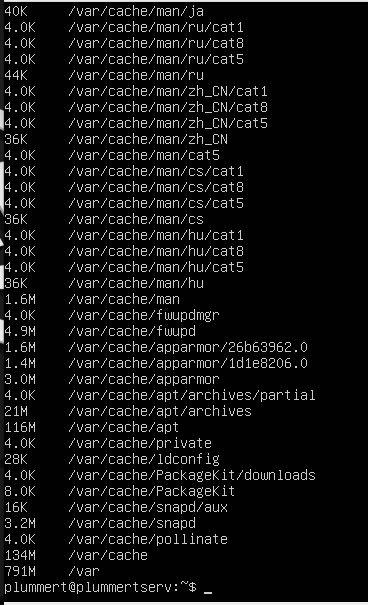 40K /var/cache/man/ja
4.0K /var/cache/man/ru/cat1
4.0K /var/cache/man/ru/cat8
4.0K /var/cache/man/ru/cat5
44K /var/cache/man/ru
4.0K /var/cache/man/zh_CN/cat1
4.0K /var/cache/man/zh_CN/cat8
4.0K /var/cache/man/zh_CN/cat5
36K /var/cache/man/zh_CN
4.0K /var/cache/man/cat5
4.0K /var/cache/man/cs/cat1
4.0K /var/cache/man/cs/cat8
4.0K /var/cache/man/cs/cat5
36K /var/cache/man/cs
4.0K /var/cache/man/hu/cat1
4.0K /var/cache/man/hu/cat8
4.0K /var/cache/man/hu/cat5
36K /var/cache/man/hu
1.6M /var/cache/man
4.0K /var/cache/fwupdmgr
4.9M /var/cache/fwupd
1.6M /var/cache/apparmor/26b63962.0
1.4M /var/cache/apparmor/1d1e8206.0
3.0M /var/cache/apparmor
4.0K /var/cache/apt/archives/partial
21M /var/cache/apt/archives
116M /var/cache/apt
4.0K /var/cache/private
28K /var/cache/ldconfig
4.0K /var/cache/PackageKit/downloads
8.0K /var/cache/PackageKit
16K /var/cache/snapd/aux
3.2M /var/cache/snapd
4.0K /var/cache/pollinate
134M /var/cache
791M /var
plummert@plummertserv:~$ _